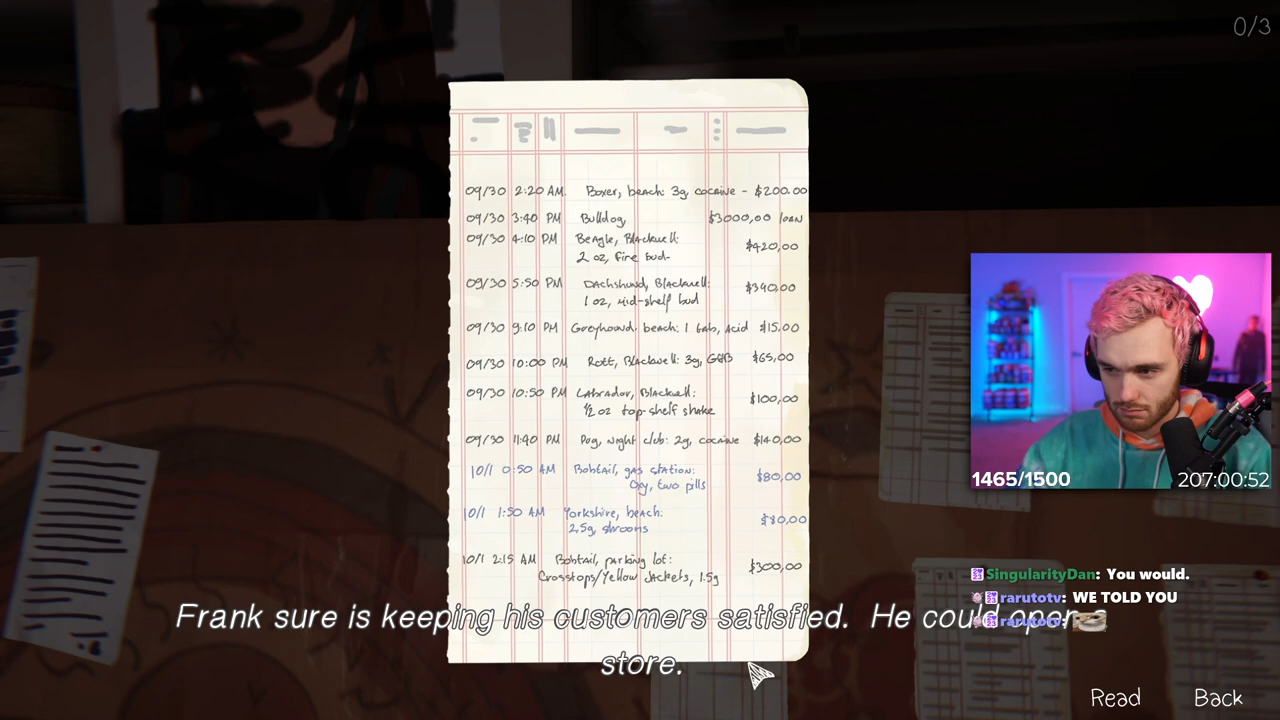 0/3
09/30 2:20 AM. Boxer, beach: 3g, cocaine - $200.00
09/30 3:40 PM Bulldog, $3000,00 loan
09/30 4:10 PM Beagle, Blackwell: $420,00
2 oz, fire bud-
09/30 5:50 PM Dachshund, Blackwell: $390,00
1 oz, mid-shelf bud
09/30 9:10 PM Greyhound, beach: 1 tab, Acid $15.00
09/30 10:00 PM Rott, Blackwell: 3g, GHB $65,00
09/30 10:50 PM Labrador, Blackwell: $100,00
1/2 oz top-shelf shake
09/30 11:40 PM Pug, night club: 2g, cocaine $140,00
10/1 0:50 AM Bobtail, gas station: $80,00
Oxy, two pills
10/1 1:50 AM Yorkshire, beach:
2,5g, shrooms
10/1 2:15 AM Bobtail, parking lot: $300,00
Crosstops/Yellow Jackets, 1.5g
Frank sure is keeping his customers satisfied. He could open a
store.
1465/1500
207:00:52
SingularityDan: You would.
rarutotv: WE TOLD YOU
rarutotv:
Read
Back